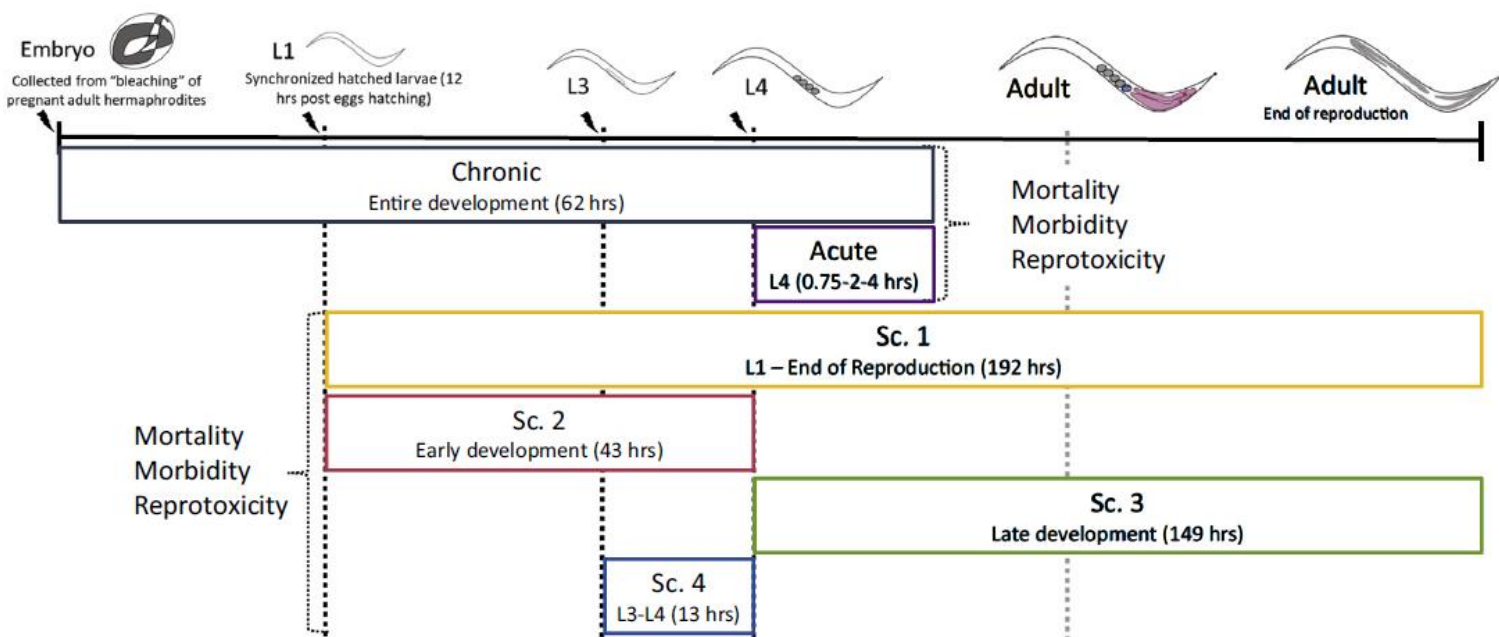 Embryo
Collected from "bleaching" of
pregnant adult hermaphrodites
L1
Synchronized hatched larvae (12
hrs post eggs hatching)
L3
L4
Adult
Adult
End of reproduction
Chronic
Entire development (62 hrs)
Acute
L4 (0.75-2-4 hrs)
Mortality
Morbidity
Reprotoxicity
Sc. 1
L1 – End of Reproduction (192 hrs)
Sc. 2
Early development (43 hrs)
Mortality
Morbidity
Reprotoxicity
Sc. 3
Late development (149 hrs)
Sc. 4
L3-L4 (13 hrs)